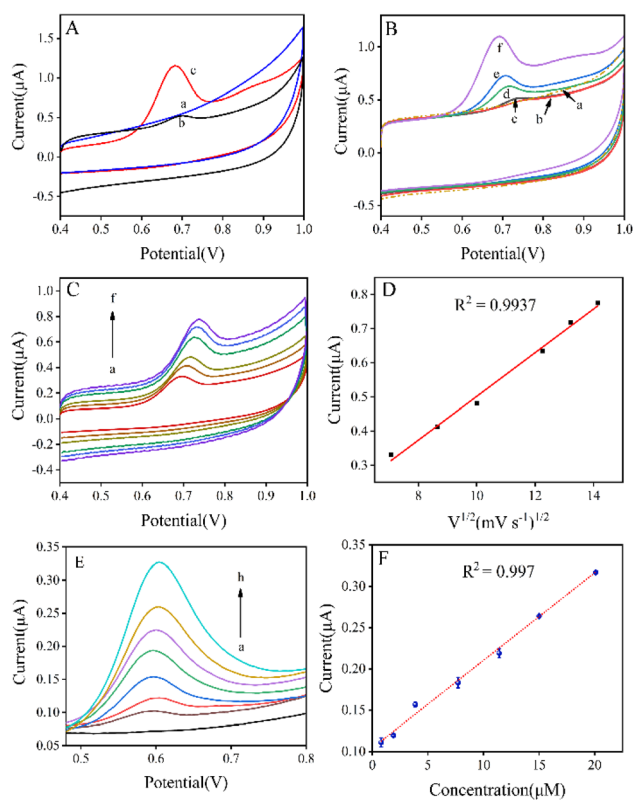 A
1.5
1.0
0.5
0.0
-0.5
0.4 0.5 0.6 0.7 0.8 0.9 1.0
Current(μA)
Potential(V)
c
a
b
B
1.0
0.5
0.0
-0.5
0.4 0.5 0.6 0.7 0.8 0.9 1.0
Current(μA)
Potential(V)
f
e
d
c
b
a
C
1.0
0.8
0.6
0.4
0.2
0.0
-0.2
-0.4
0.4 0.5 0.6 0.7 0.8 0.9 1.0
Current(μA)
Potential(V)
f
a
D
R² = 0.9937
0.8
0.7
0.6
0.5
0.4
0.3
8 10 12 14
Current(μA)
V^1/2(mV s⁻¹)^1/2
E
0.35
0.30
0.25
0.20
0.15
0.10
0.05
0.5 0.6 0.7 0.8
Current(μA)
Potential(V)
h
a
F
R² = 0.997
0.35
0.30
0.25
0.20
0.15
0.10
0 5 10 15 20
Current(μA)
Concentration(μM)